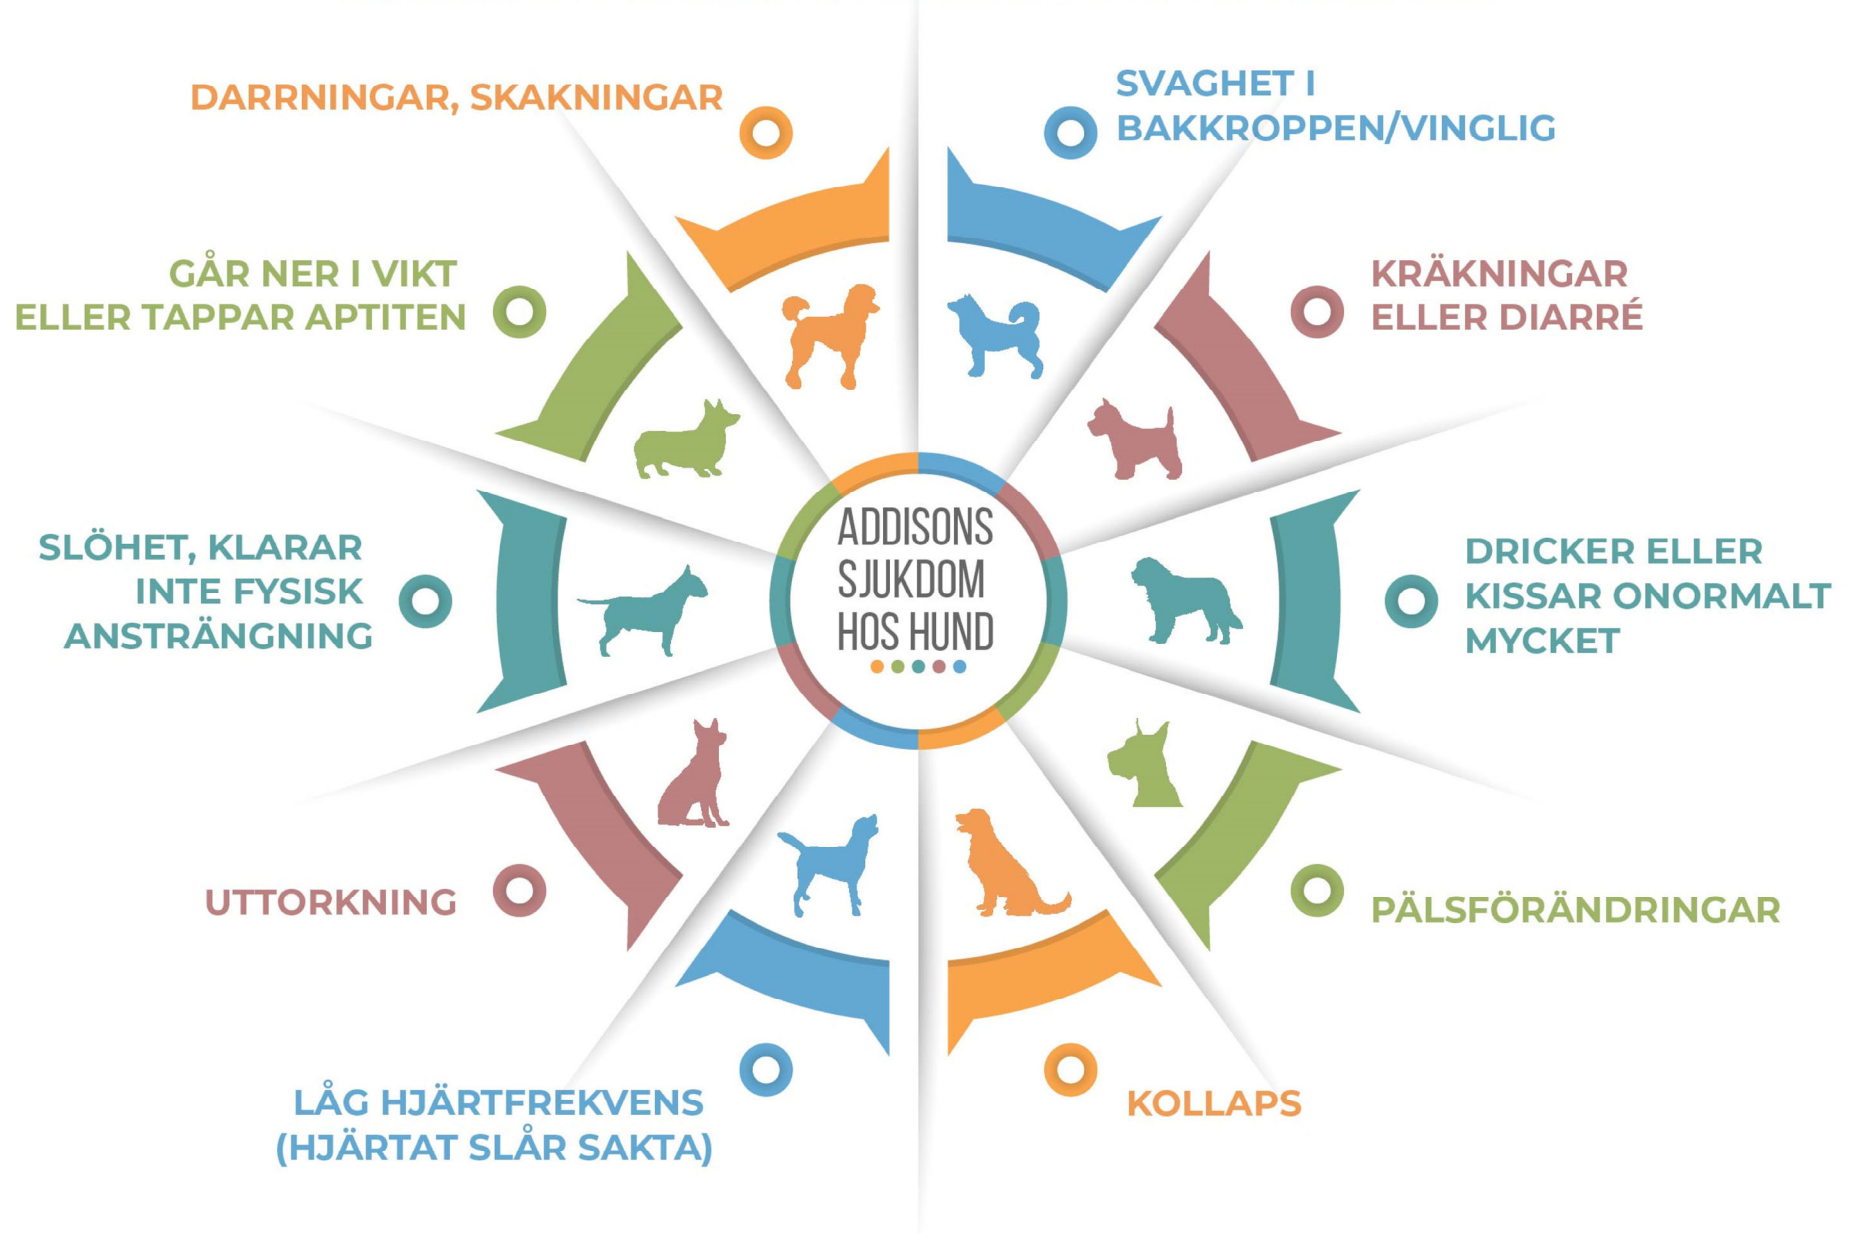 DARRNINGAR, SKAKNINGAR
SVAGHET I
BAKKROPPEN/VINGLIG
GÅR NER I VIKT
ELLER TAPPAR APTITEN
KRÄKNINGAR
ELLER DIARRÉ
SLÖHET, KLARAR
INTE FYSISK
ANSTRÄNGNING
ADDISONS
SJUKDOM
HOS HUND
DRICKER ELLER
KISSAR ONORMALT
MYCKET
UTTORKNING
PÄLSFÖRÄNDRINGAR
LÅG HJÄRTFREKVENS
(HJÄRTAT SLÅR SAKTA)
KOLLAPS